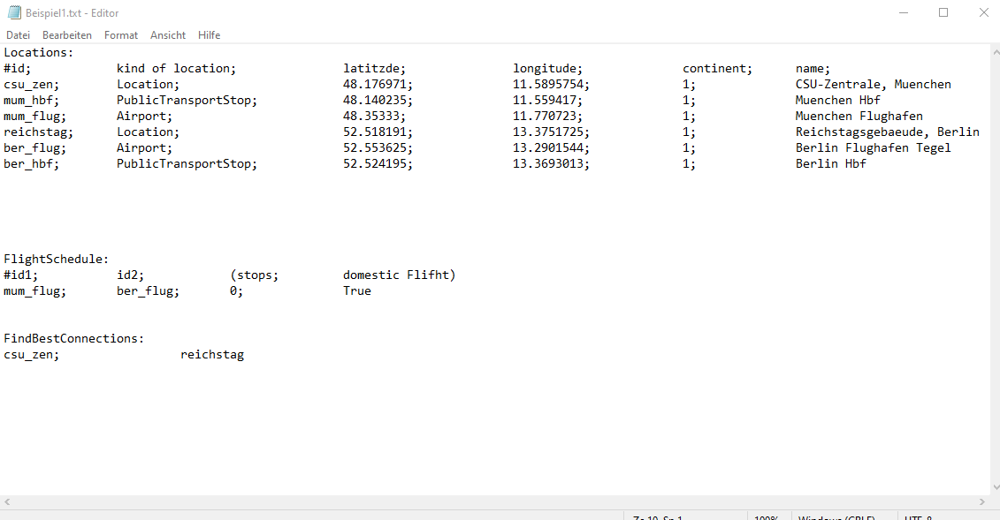 Beispiel1.txt - Editor
Datei Bearbeiten Format Ansicht Hilfe
Locations:
#id; kind of location; latitzde; longitude; continent; name;
csu_zen; Location; 48.176971; 11.5895754; 1; CSU-Zentrale, Muenchen
mum_hbf; PublicTransportStop; 48.140235; 11.559417; 1; Muenchen Hbf
mum_flug; Airport; 48.35333; 11.770723; 1; Muenchen Flughafen
reichstag; Location; 52.518191; 13.3751725; 1; Reichstagsgebaeude, Berlin
ber_flug; Airport; 52.553625; 13.2901544; 1; Berlin Flughafen Tegel
ber_hbf; PublicTransportStop; 52.524195; 13.3693013; 1; Berlin Hbf
FlightSchedule:
#id1; id2; (stops; domestic Flifht)
mum_flug; ber_flug; 0; True
FindBestConnections:
csu_zen; reichstag
Ze 10, Sp 1 100% Windows (CRLF) UTF-8